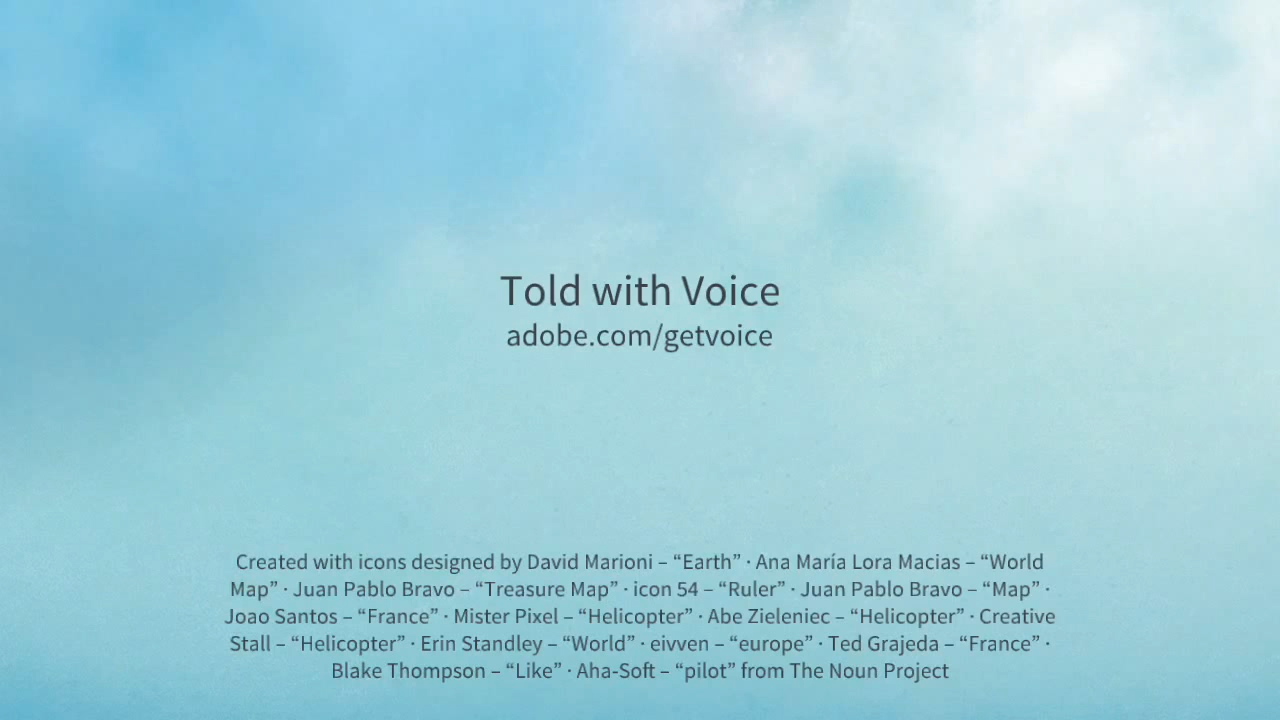 Told with Voice
adobe.com/getvoice
Created with icons designed by David Marioni – “Earth” · Ana María Lora Macias – “World
Map” · Juan Pablo Bravo – “Treasure Map” · icon 54 – “Ruler” · Juan Pablo Bravo – “Map” ·
Joao Santos – “France” · Mister Pixel – “Helicopter” · Abe Zieleniec – “Helicopter” · Creative
Stall – “Helicopter” · Erin Standley – “World” · eivven – “europe” · Ted Grajeda – “France” ·
Blake Thompson – “Like” · Aha-Soft – “pilot” from The Noun Project